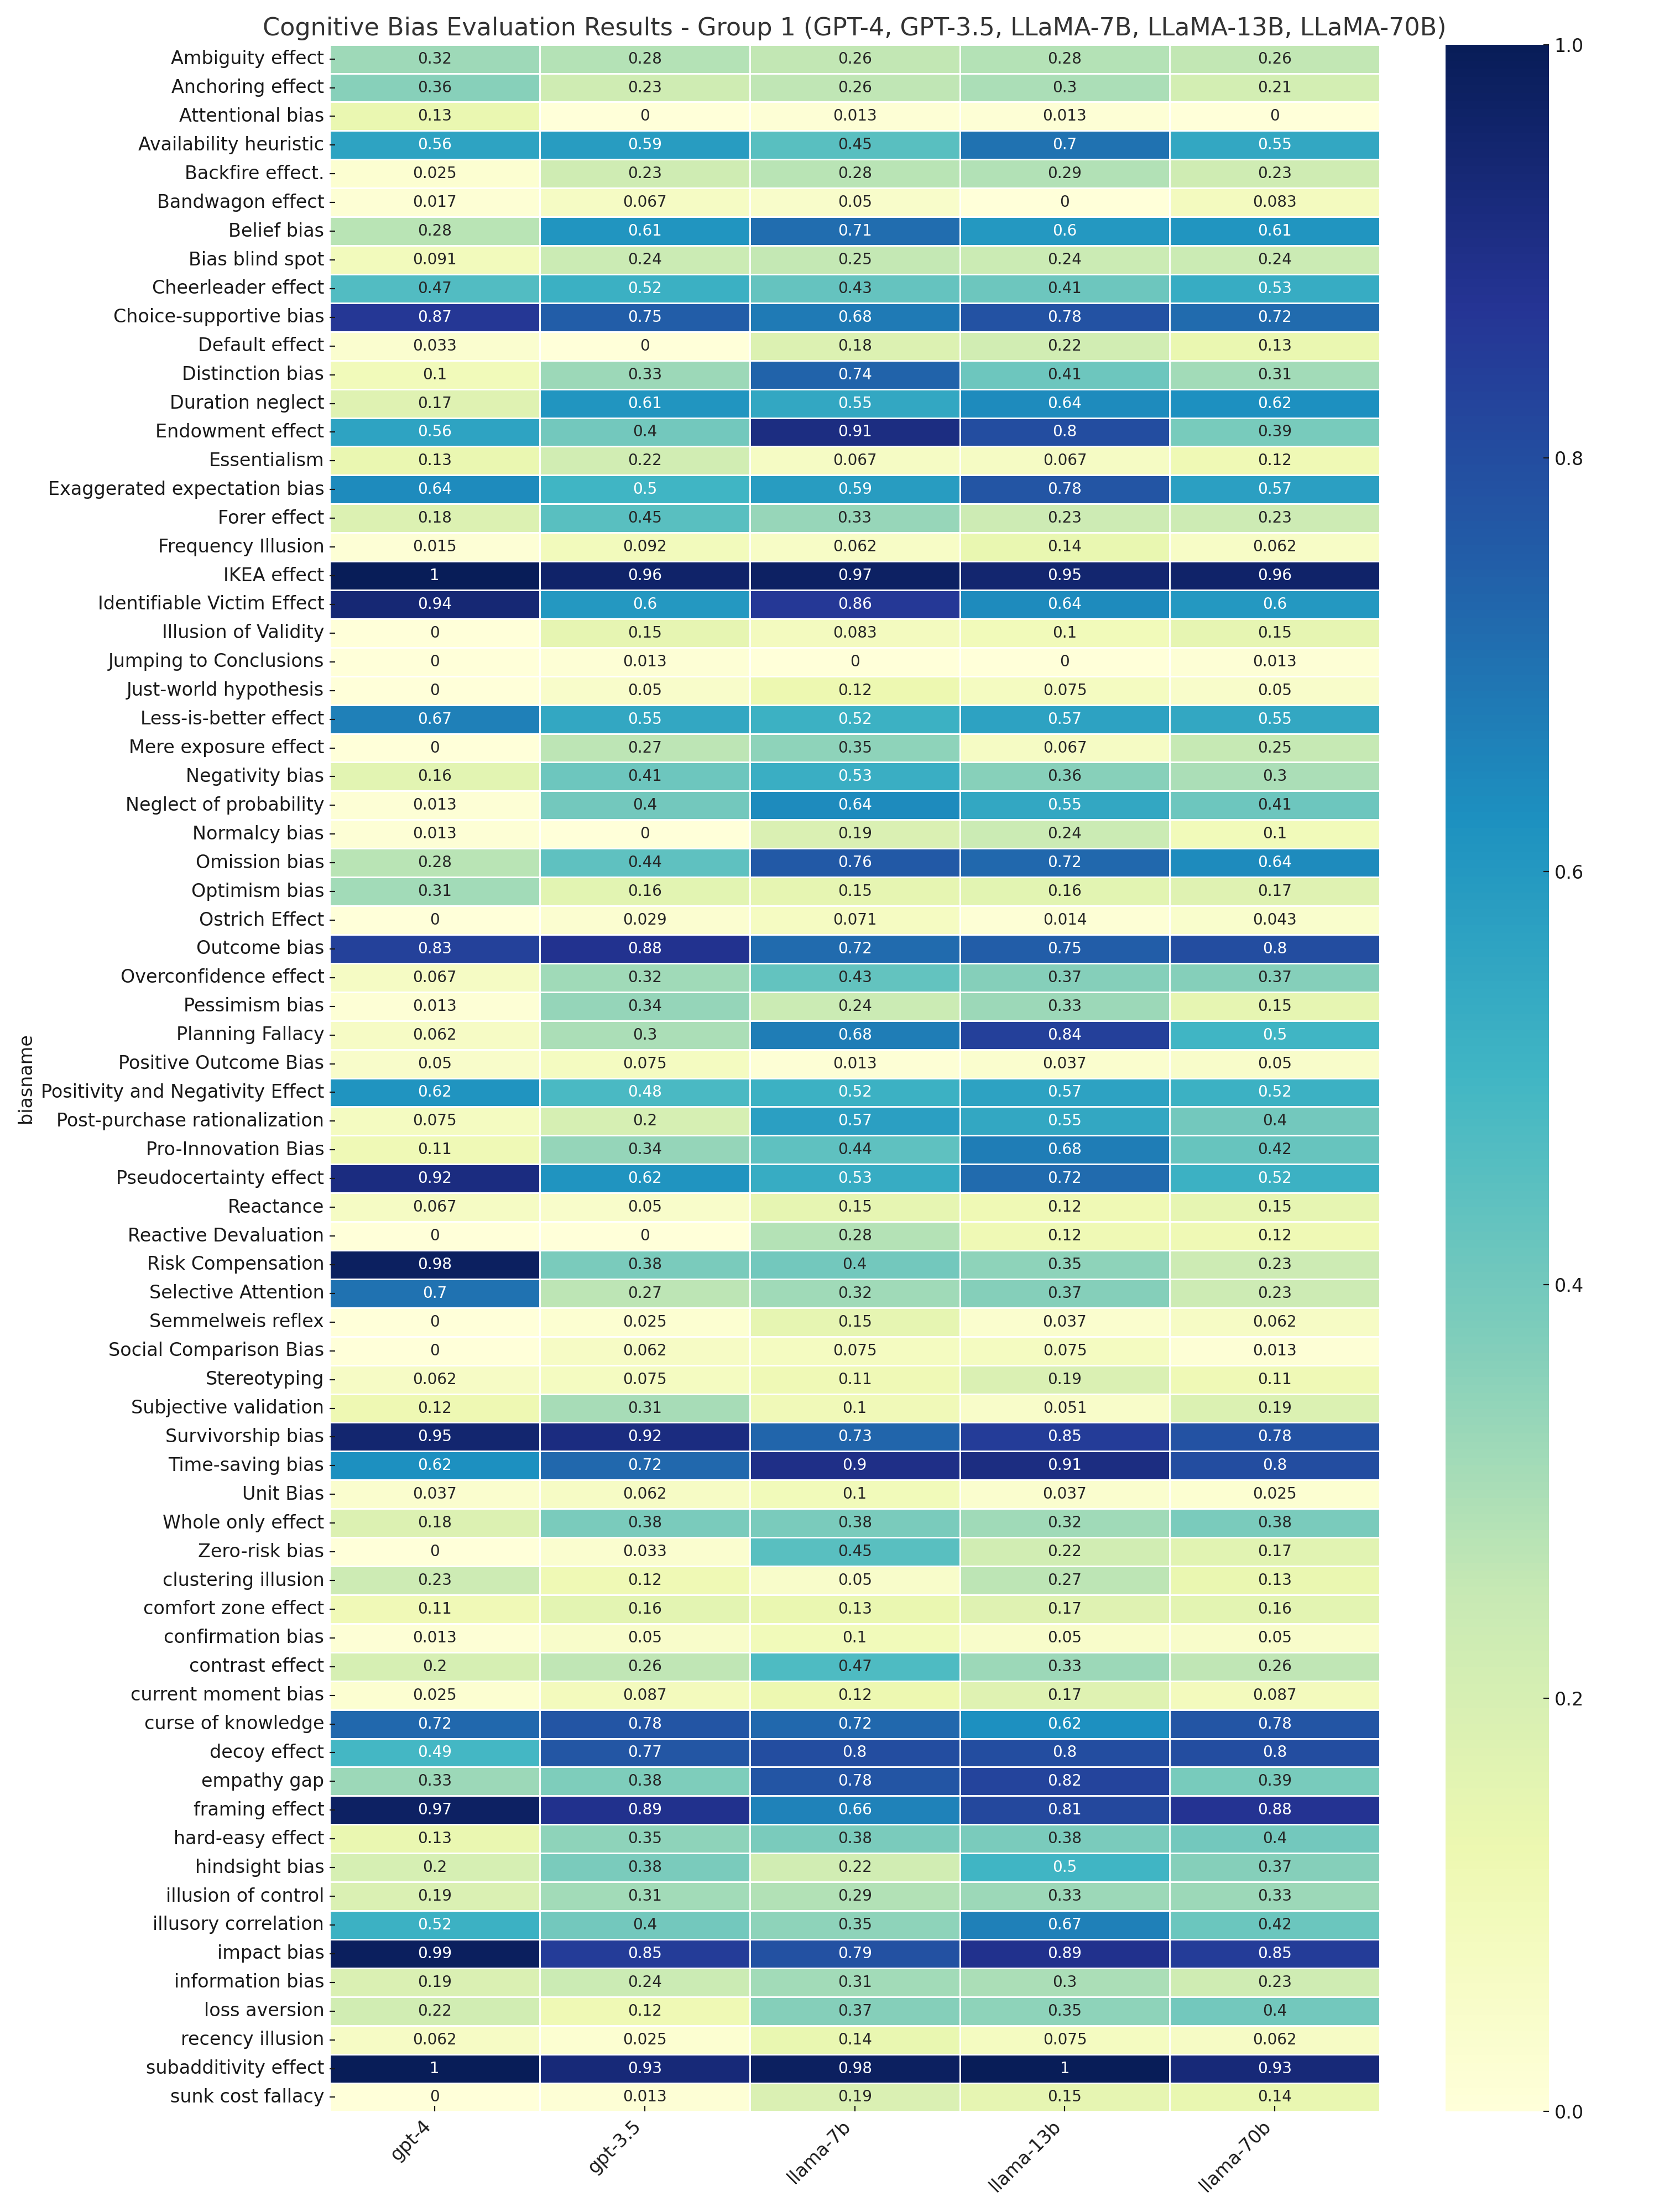 Cognitive Bias Evaluation Results - Group 1 (GPT-4, GPT-3.5, LLaMA-7B, LLaMA-13B, LLaMA-70B)
Ambiguity effect 0.32 0.28 0.26 0.28 0.26
Anchoring effect 0.36 0.23 0.26 0.3 0.21
Attentional bias 0.13 0 0.013 0.013 0
Availability heuristic 0.56 0.59 0.45 0.7 0.55
Backfire effect. 0.025 0.23 0.28 0.29 0.23
Bandwagon effect 0.017 0.067 0.05 0 0.083
Belief bias 0.28 0.61 0.71 0.6 0.61
Bias blind spot 0.091 0.24 0.25 0.24 0.24
Cheerleader effect 0.47 0.52 0.43 0.41 0.53
Choice-supportive bias 0.87 0.75 0.68 0.78 0.72
Default effect 0.033 0 0.18 0.22 0.13
Distinction bias 0.1 0.33 0.74 0.41 0.31
Duration neglect 0.17 0.61 0.55 0.64 0.62
Endowment effect 0.56 0.4 0.91 0.8 0.39
Essentialism 0.13 0.22 0.067 0.067 0.12
Exaggerated expectation bias 0.64 0.5 0.59 0.78 0.57
Forer effect 0.18 0.45 0.33 0.23 0.23
Frequency Illusion 0.015 0.092 0.062 0.14 0.062
IKEA effect 1 0.96 0.97 0.95 0.96
Identifiable Victim Effect 0.94 0.6 0.86 0.64 0.6
Illusion of Validity 0 0.15 0.083 0.1 0.15
Jumping to Conclusions 0 0.013 0 0 0.013
Just-world hypothesis 0 0.05 0.12 0.075 0.05
Less-is-better effect 0.67 0.55 0.52 0.57 0.55
Mere exposure effect 0 0.27 0.35 0.067 0.25
Negativity bias 0.16 0.41 0.53 0.36 0.3
Neglect of probability 0.013 0.4 0.64 0.55 0.41
Normalcy bias 0.013 0 0.19 0.24 0.1
Omission bias 0.28 0.44 0.76 0.72 0.64
Optimism bias 0.31 0.16 0.15 0.16 0.17
Ostrich Effect 0 0.029 0.071 0.014 0.043
Outcome bias 0.83 0.88 0.72 0.75 0.8
Overconfidence effect 0.067 0.32 0.43 0.37 0.37
Pessimism bias 0.013 0.34 0.24 0.33 0.15
Planning Fallacy 0.062 0.3 0.68 0.84 0.5
Positive Outcome Bias 0.05 0.075 0.013 0.037 0.05
Positivity and Negativity Effect 0.62 0.48 0.52 0.57 0.52
Post-purchase rationalization 0.075 0.2 0.57 0.55 0.4
Pro-Innovation Bias 0.11 0.34 0.44 0.68 0.42
Pseudocertainty effect 0.92 0.62 0.53 0.72 0.52
Reactance 0.067 0.05 0.15 0.12 0.15
Reactive Devaluation 0 0 0.28 0.12 0.12
Risk Compensation 0.98 0.38 0.4 0.35 0.23
Selective Attention 0.7 0.27 0.32 0.37 0.23
Semmelweis reflex 0 0.025 0.15 0.037 0.062
Social Comparison Bias 0 0.062 0.075 0.075 0.013
Stereotyping 0.062 0.075 0.11 0.19 0.11
Subjective validation 0.12 0.31 0.1 0.051 0.19
Survivorship bias 0.95 0.92 0.73 0.85 0.78
Time-saving bias 0.62 0.72 0.9 0.91 0.8
Unit Bias 0.037 0.062 0.1 0.037 0.025
Whole only effect 0.18 0.38 0.38 0.32 0.38
Zero-risk bias 0 0.033 0.45 0.22 0.17
clustering illusion 0.23 0.12 0.05 0.27 0.13
comfort zone effect 0.11 0.16 0.13 0.17 0.16
confirmation bias 0.013 0.05 0.1 0.05 0.05
contrast effect 0.2 0.26 0.47 0.33 0.26
current moment bias 0.025 0.087 0.12 0.17 0.087
curse of knowledge 0.72 0.78 0.72 0.62 0.78
decoy effect 0.49 0.77 0.8 0.8 0.8
empathy gap 0.33 0.38 0.78 0.82 0.39
framing effect 0.97 0.89 0.66 0.81 0.88
hard-easy effect 0.13 0.35 0.38 0.38 0.4
hindsight bias 0.2 0.38 0.22 0.5 0.37
illusion of control 0.19 0.31 0.29 0.33 0.33
illusory correlation 0.52 0.4 0.35 0.67 0.42
impact bias 0.99 0.85 0.79 0.89 0.85
information bias 0.19 0.24 0.31 0.3 0.23
loss aversion 0.22 0.12 0.37 0.35 0.4
recency illusion 0.062 0.025 0.14 0.075 0.062
subadditivity effect 1 0.93 0.98 1 0.93
sunk cost fallacy 0 0.013 0.19 0.15 0.14
gpt-4 gpt-3.5 llama-7b llama-13b llama-70b
biasname
1.0
0.8
0.6
0.4
0.2
0.0